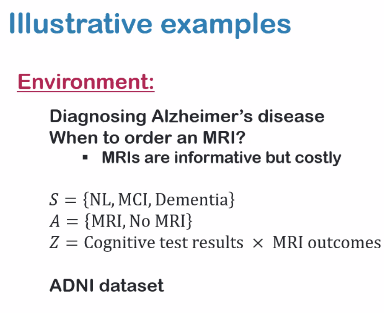 Illustrative examples
Environment:
Diagnosing Alzheimer's disease
When to order an MRI?
▪ MRIs are informative but costly
S = {NL, MCI, Dementia}
A = {MRI, No MRI}
Z = Cognitive test results × MRI outcomes
ADNI dataset